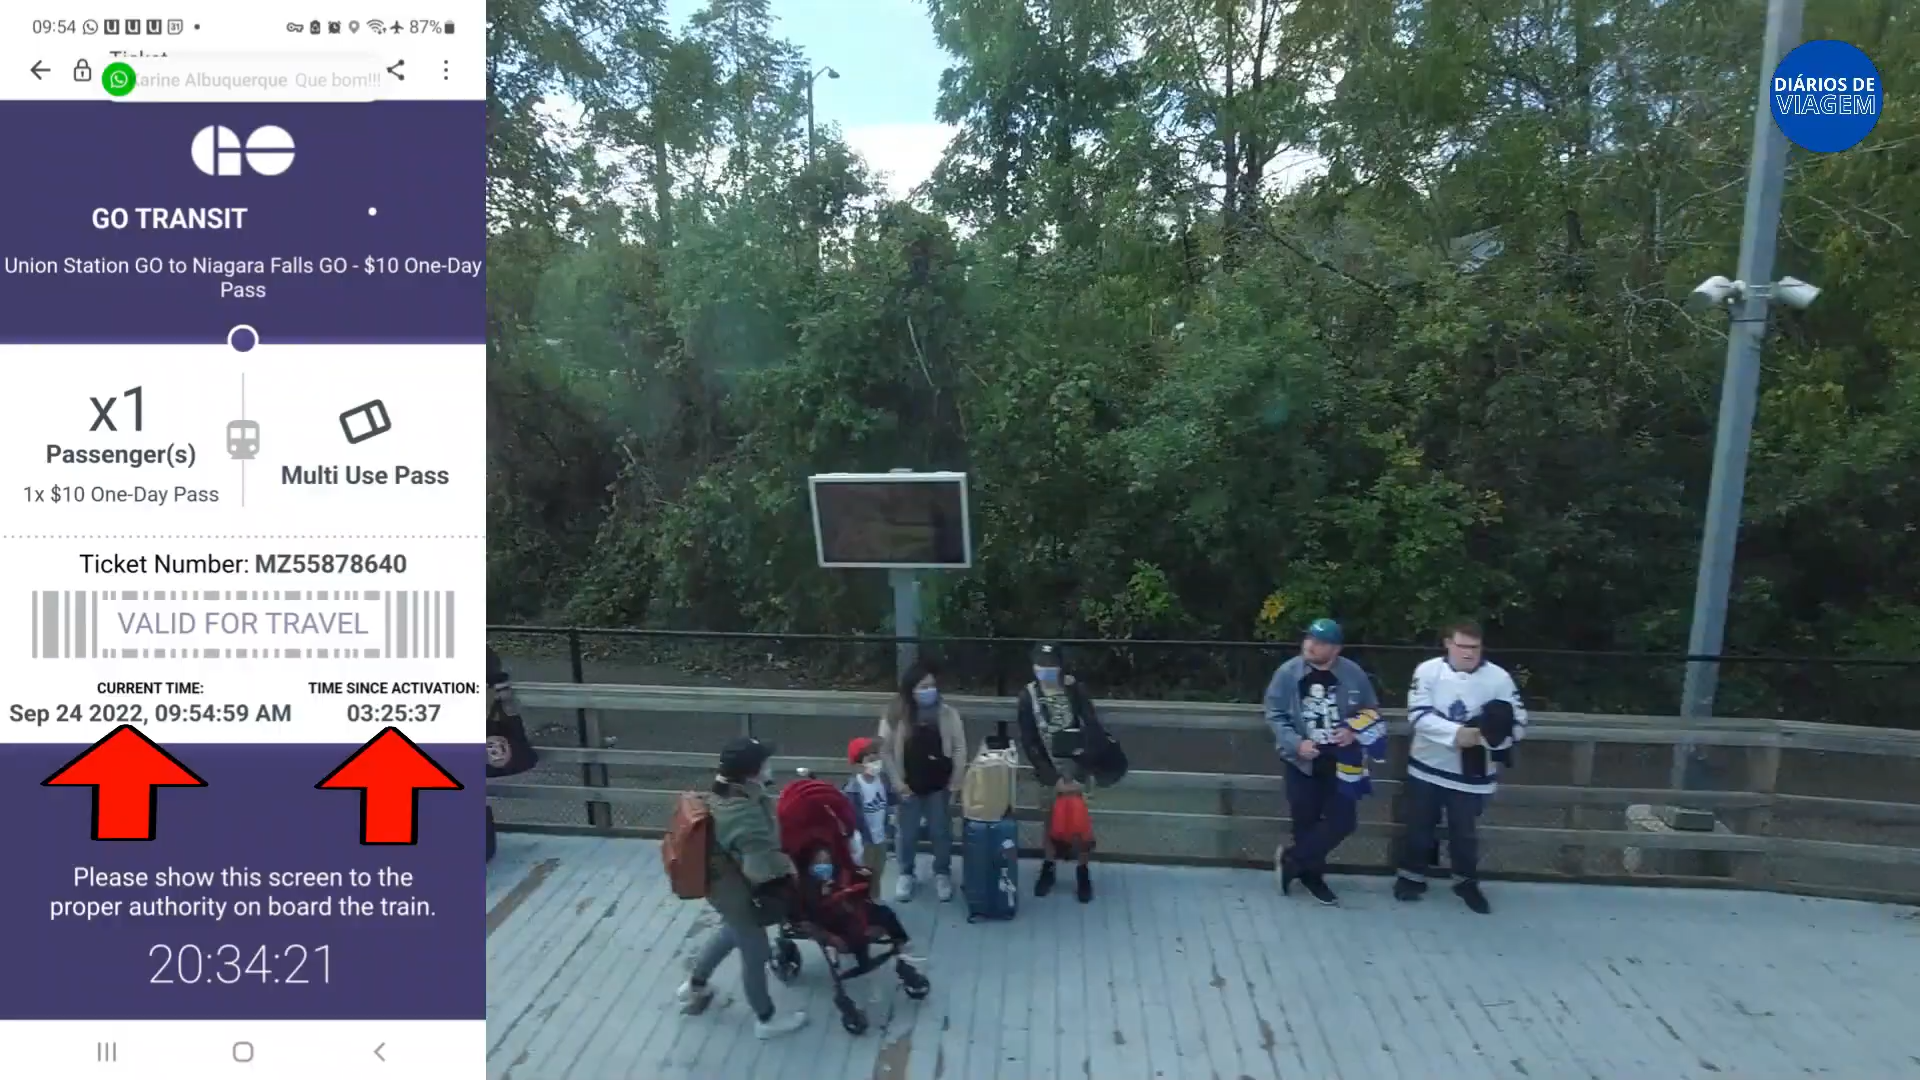 09:54
31
87%
Karine Albuquerque Que bom!!!
GO
GO TRANSIT
Union Station GO to Niagara Falls GO - $10 One-Day
Pass
x1
Passenger(s)
1x $10 One-Day Pass
Multi Use Pass
Ticket Number: MZ55878640
VALID FOR TRAVEL
CURRENT TIME:
Sep 24 2022, 09:54:59 AM
TIME SINCE ACTIVATION:
03:25:37
Please show this screen to the
proper authority on board the train.
20:34:21
DIÁRIOS DE
VIAGEM